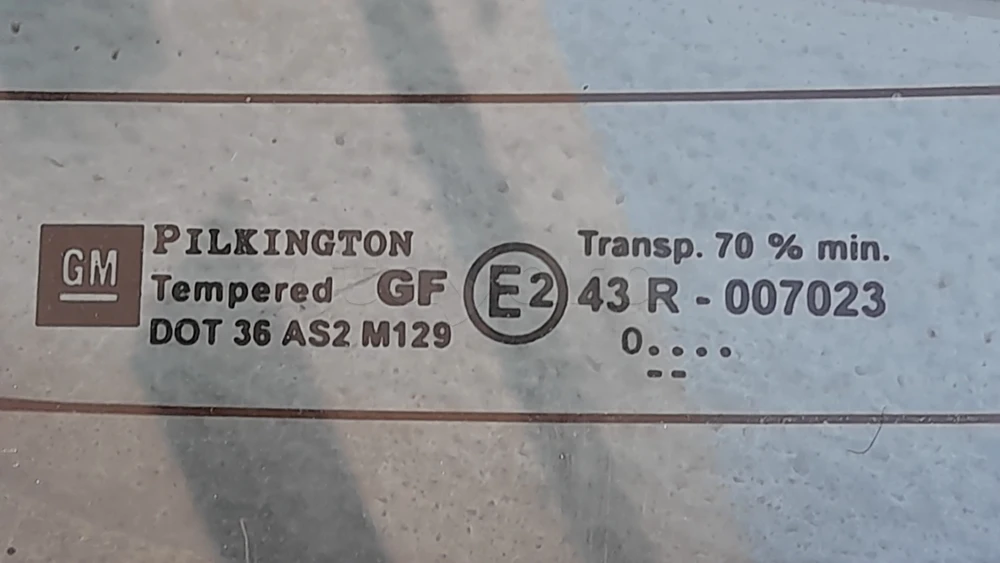 GM
PILKINGTON
Tempered GF
DOT 36 AS2 M129
E2
Transp. 70 % min.
43 R - 007023
0....
--